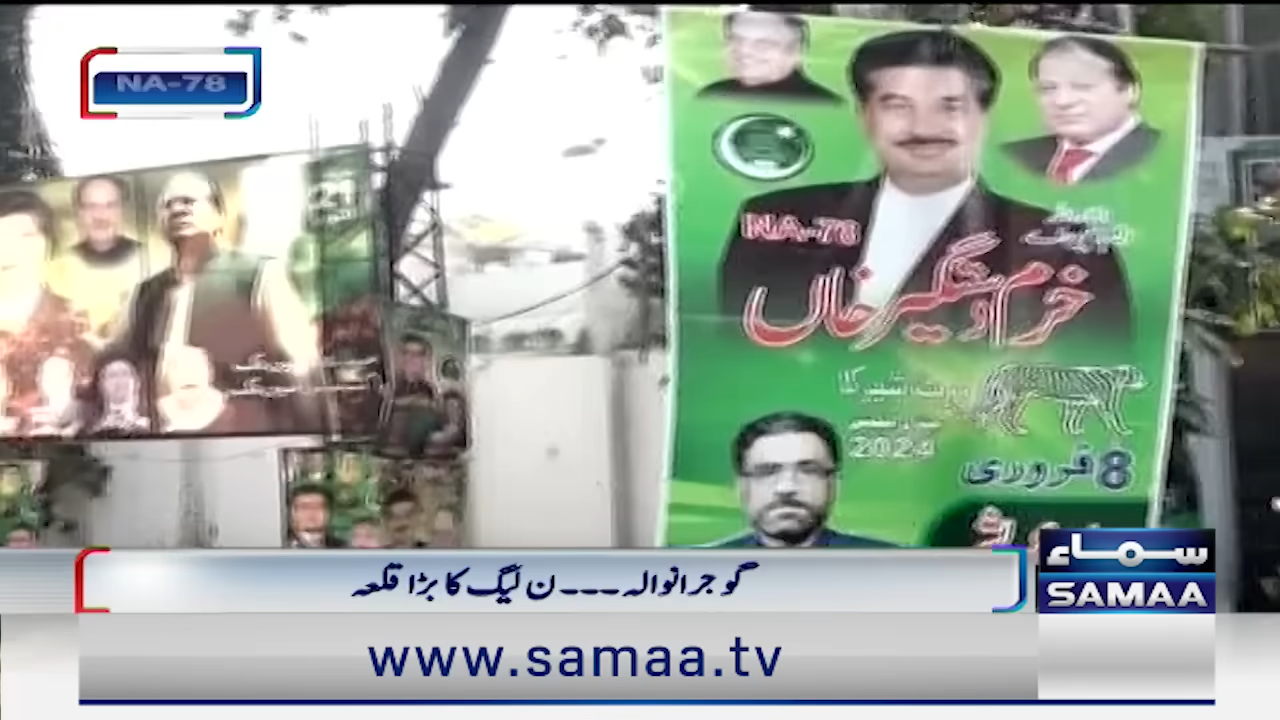 NA-78
NA-78
خرم دستگیر خاں
شیر کا
2024
8 فروری
21
گوجرانوالہ۔۔۔ن لیگ کا بڑا قلعہ
سماء
SAMAA
www.samaa.tv